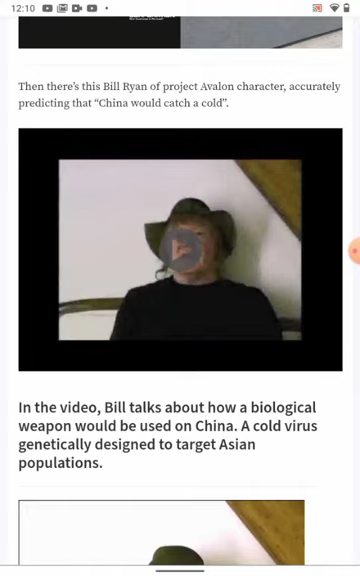 12:10
Then there's this Bill Ryan of project Avalon character, accurately
predicting that “China would catch a cold”.
In the video, Bill talks about how a biological
weapon would be used on China. A cold virus
genetically designed to target Asian
populations.